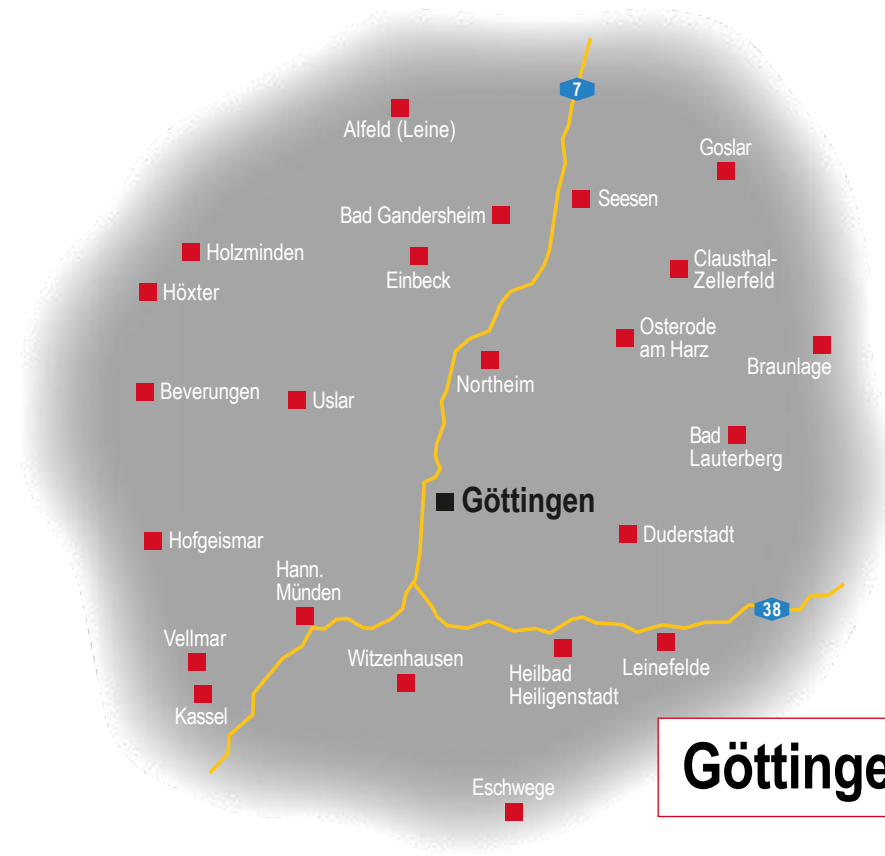 7
Alfeld (Leine)
Goslar
Seesen
Bad Gandersheim
Holzminden
Einbeck
Clausthal-
Zellerfeld
Höxter
Osterode
am Harz
Braunlage
Northeim
Beverungen
Uslar
Bad
Lauterberg
Göttingen
Duderstadt
Hofgeismar
Hann.
Münden
38
Vellmar
Witzenhausen
Heilbad
Heiligenstadt
Leinefelde
Kassel
Göttinge
Eschwege